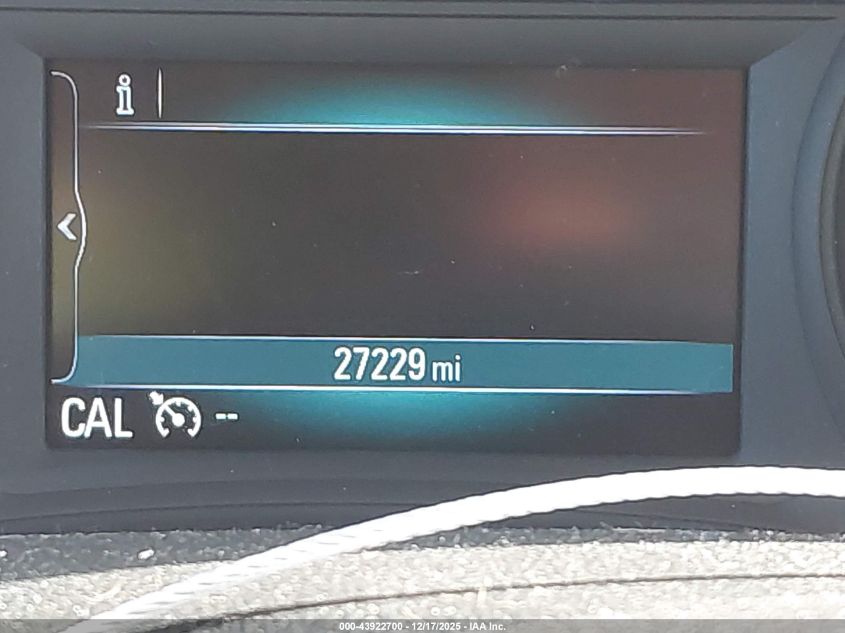 i
27229 mi
CAL --
000-43922700 - 12/17/2025 - IAA Inc.